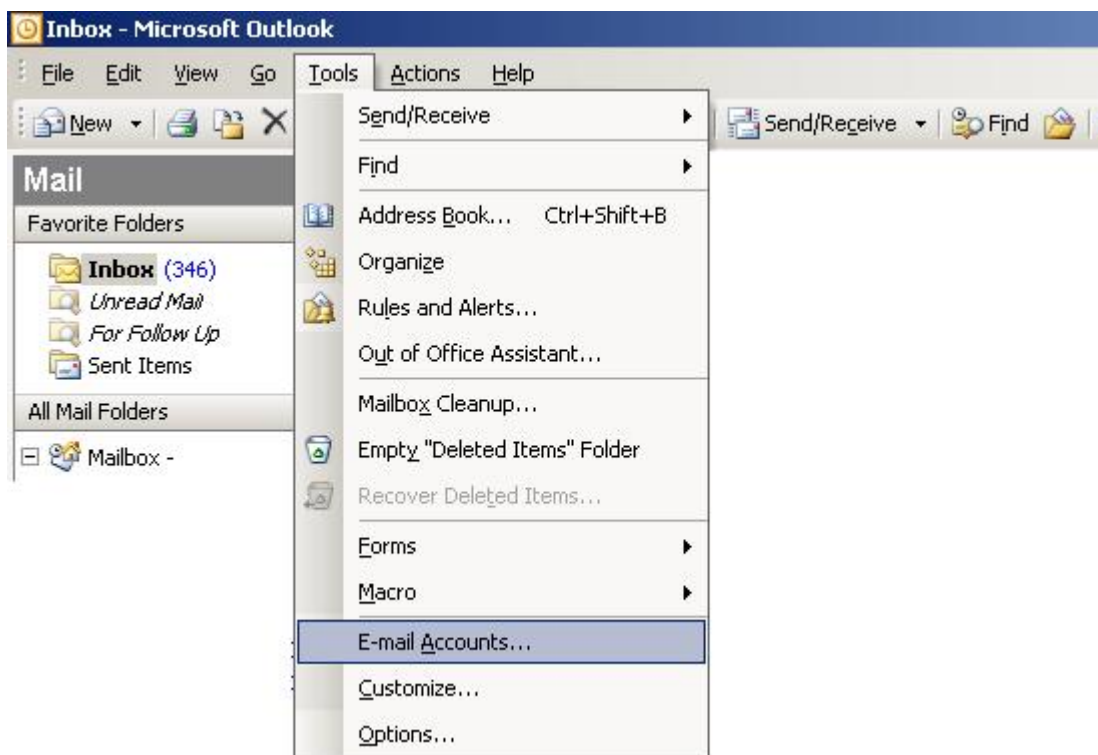 Inbox - Microsoft Outlook
File Edit View Go Tools Actions Help
New Send/Receive Find
Mail
Favorite Folders
Inbox (346)
Unread Mail
For Follow Up
Sent Items
All Mail Folders
Mailbox -
Send/Receive
Find
Address Book... Ctrl+Shift+B
Organize
Rules and Alerts...
Out of Office Assistant...
Mailbox Cleanup...
Empty "Deleted Items" Folder
Recover Deleted Items...
Forms
Macro
E-mail Accounts...
Customize...
Options...